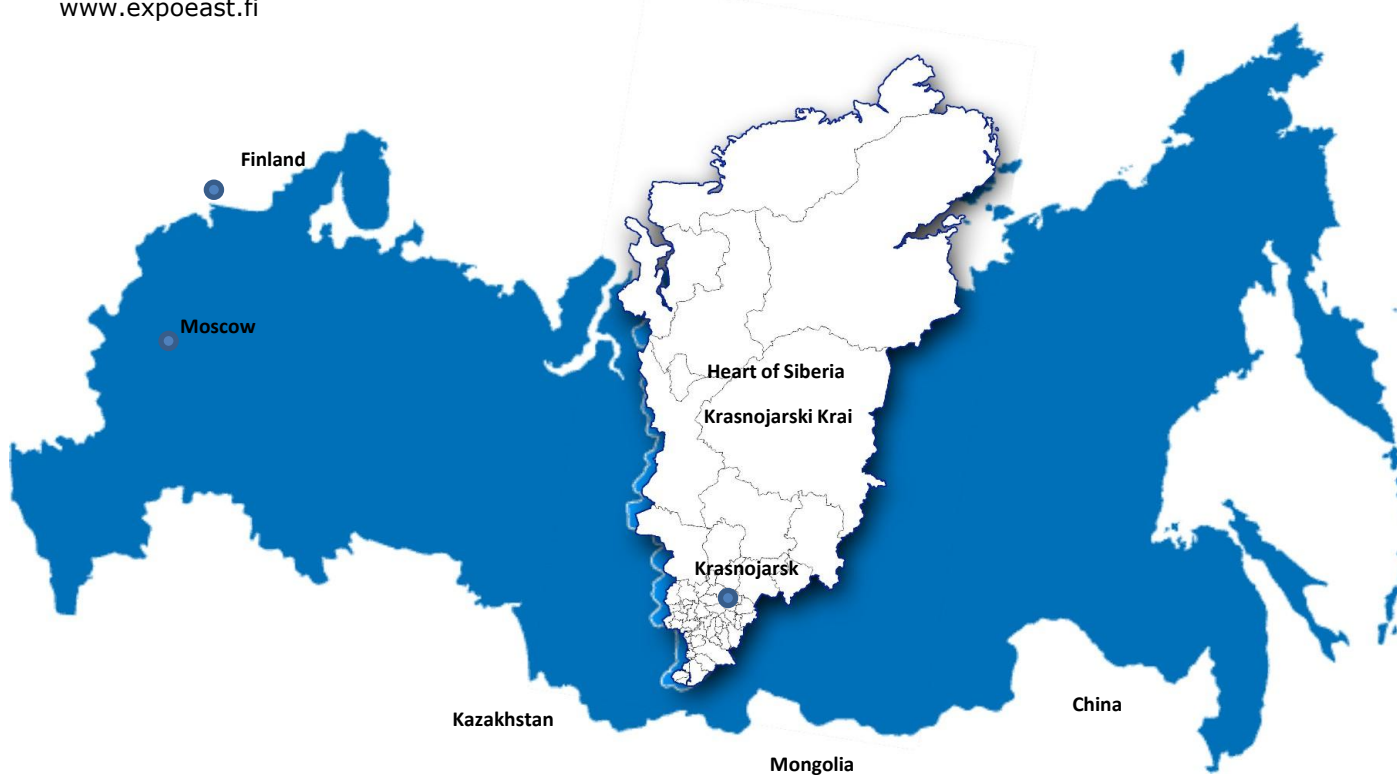 www.expoeast.fi
Finland
Moscow
Heart of Siberia
Krasnojarski Krai
Krasnojarsk
Kazakhstan
China
Mongolia